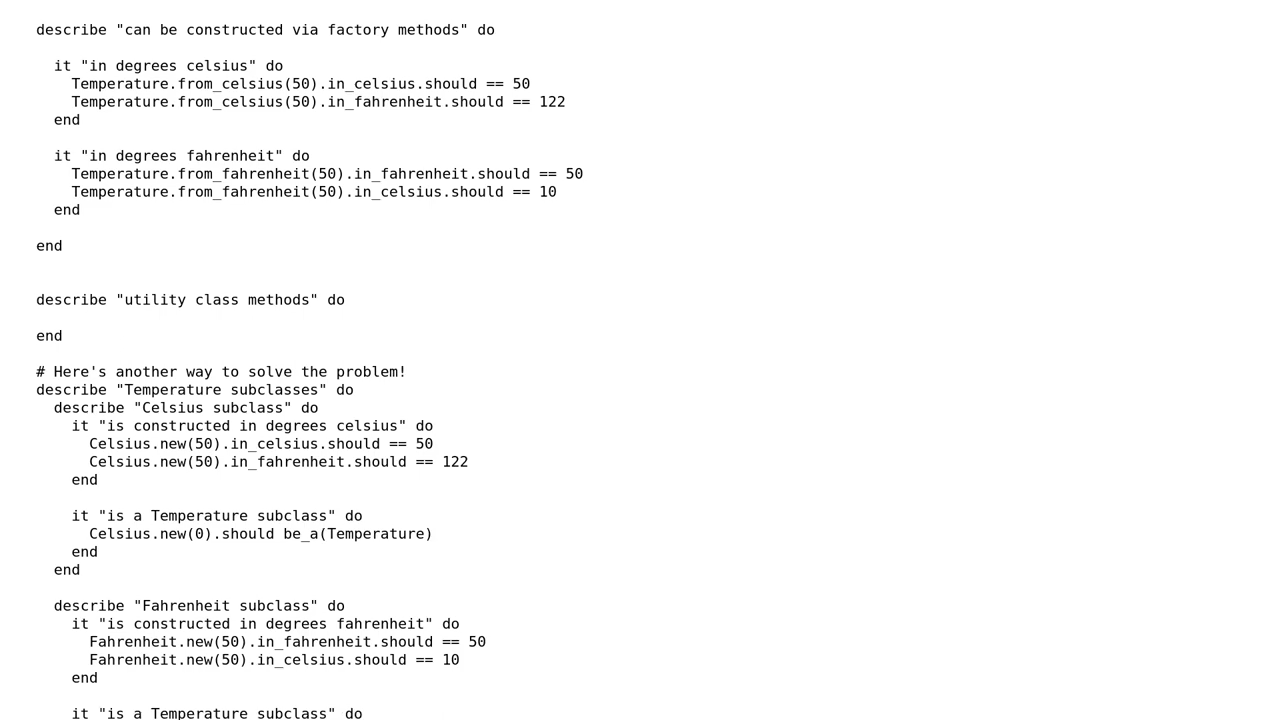 describe "can be constructed via factory methods" do
it "in degrees celsius" do
Temperature.from_celsius(50).in_celsius.should == 50
Temperature.from_celsius(50).in_fahrenheit.should == 122
end
it "in degrees fahrenheit" do
Temperature.from_fahrenheit(50).in_fahrenheit.should == 50
Temperature.from_fahrenheit(50).in_celsius.should == 10
end
end
describe "utility class methods" do
end
# Here's another way to solve the problem!
describe "Temperature subclasses" do
describe "Celsius subclass" do
it "is constructed in degrees celsius" do
Celsius.new(50).in_celsius.should == 50
Celsius.new(50).in_fahrenheit.should == 122
end
it "is a Temperature subclass" do
Celsius.new(0).should be_a(Temperature)
end
end
describe "Fahrenheit subclass" do
it "is constructed in degrees fahrenheit" do
Fahrenheit.new(50).in_fahrenheit.should == 50
Fahrenheit.new(50).in_celsius.should == 10
end
it "is a Temperature subclass" do